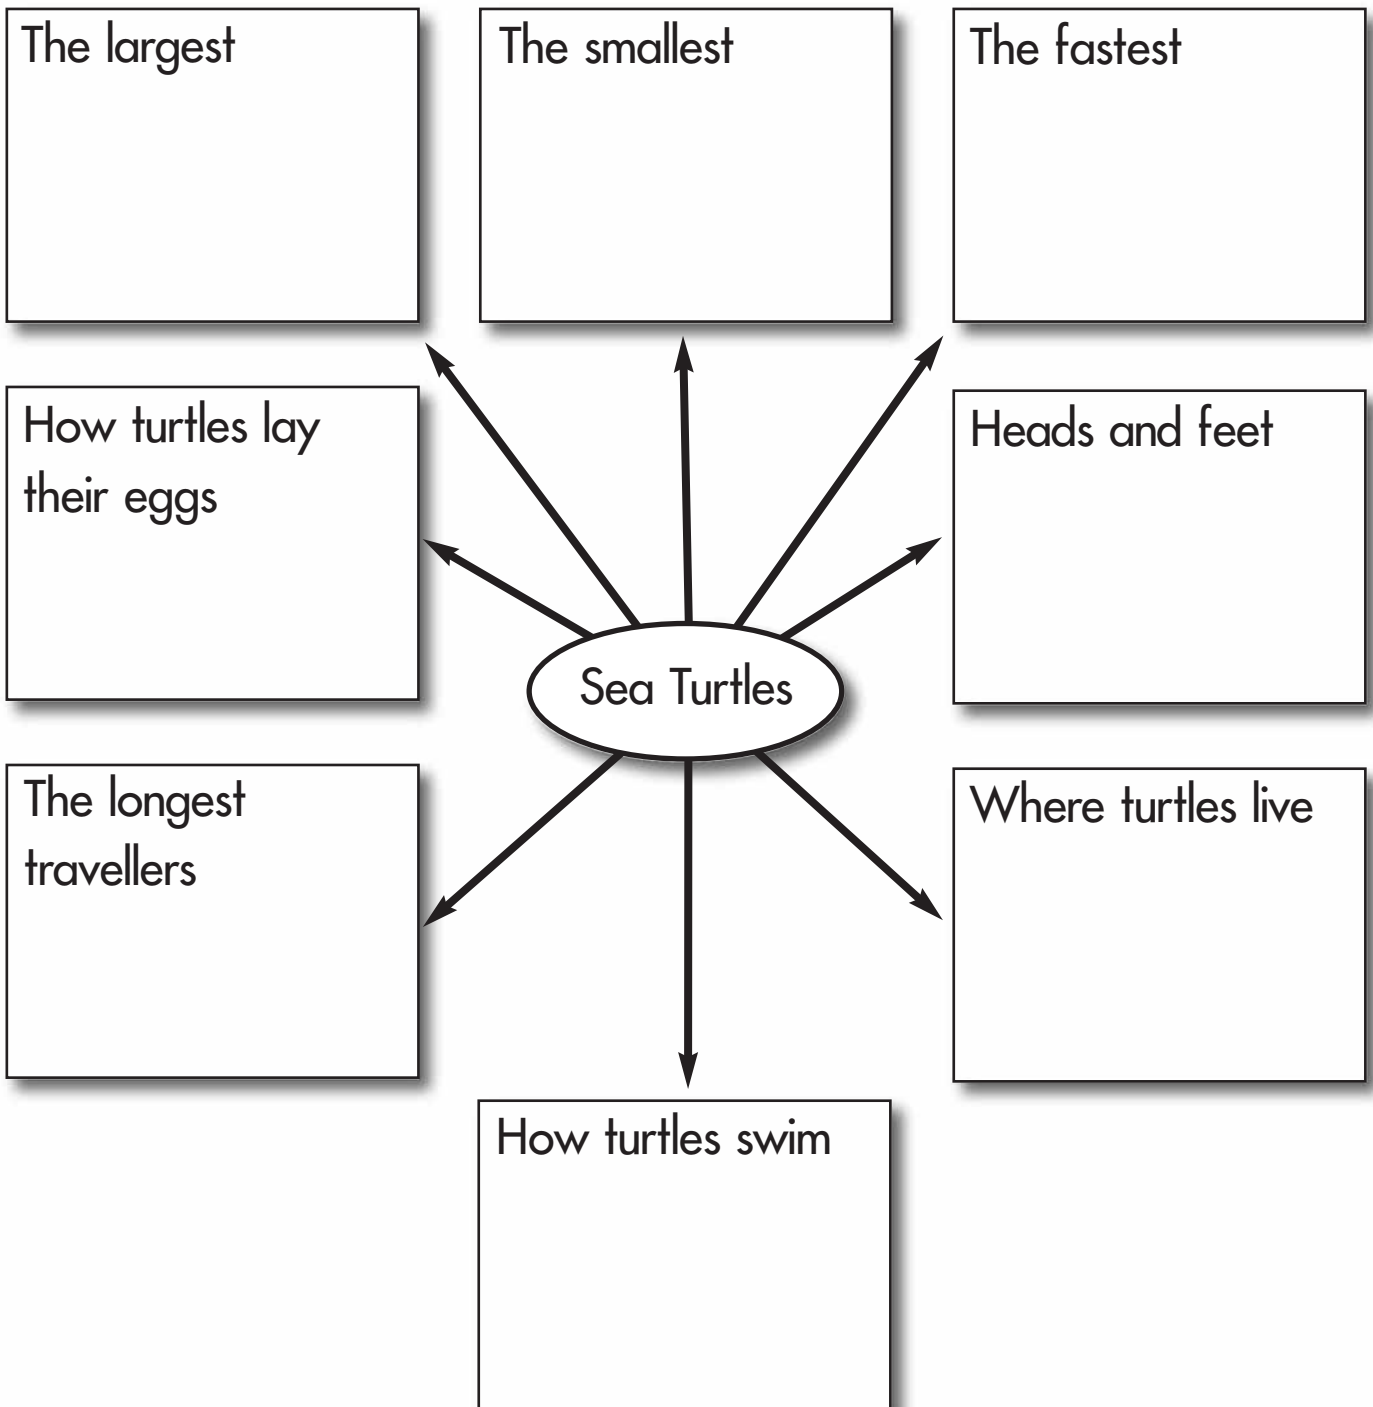 The largest
The smallest
The fastest
How turtles lay
their eggs
Heads and feet
Sea Turtles
The longest
travellers
Where turtles live
How turtles swim